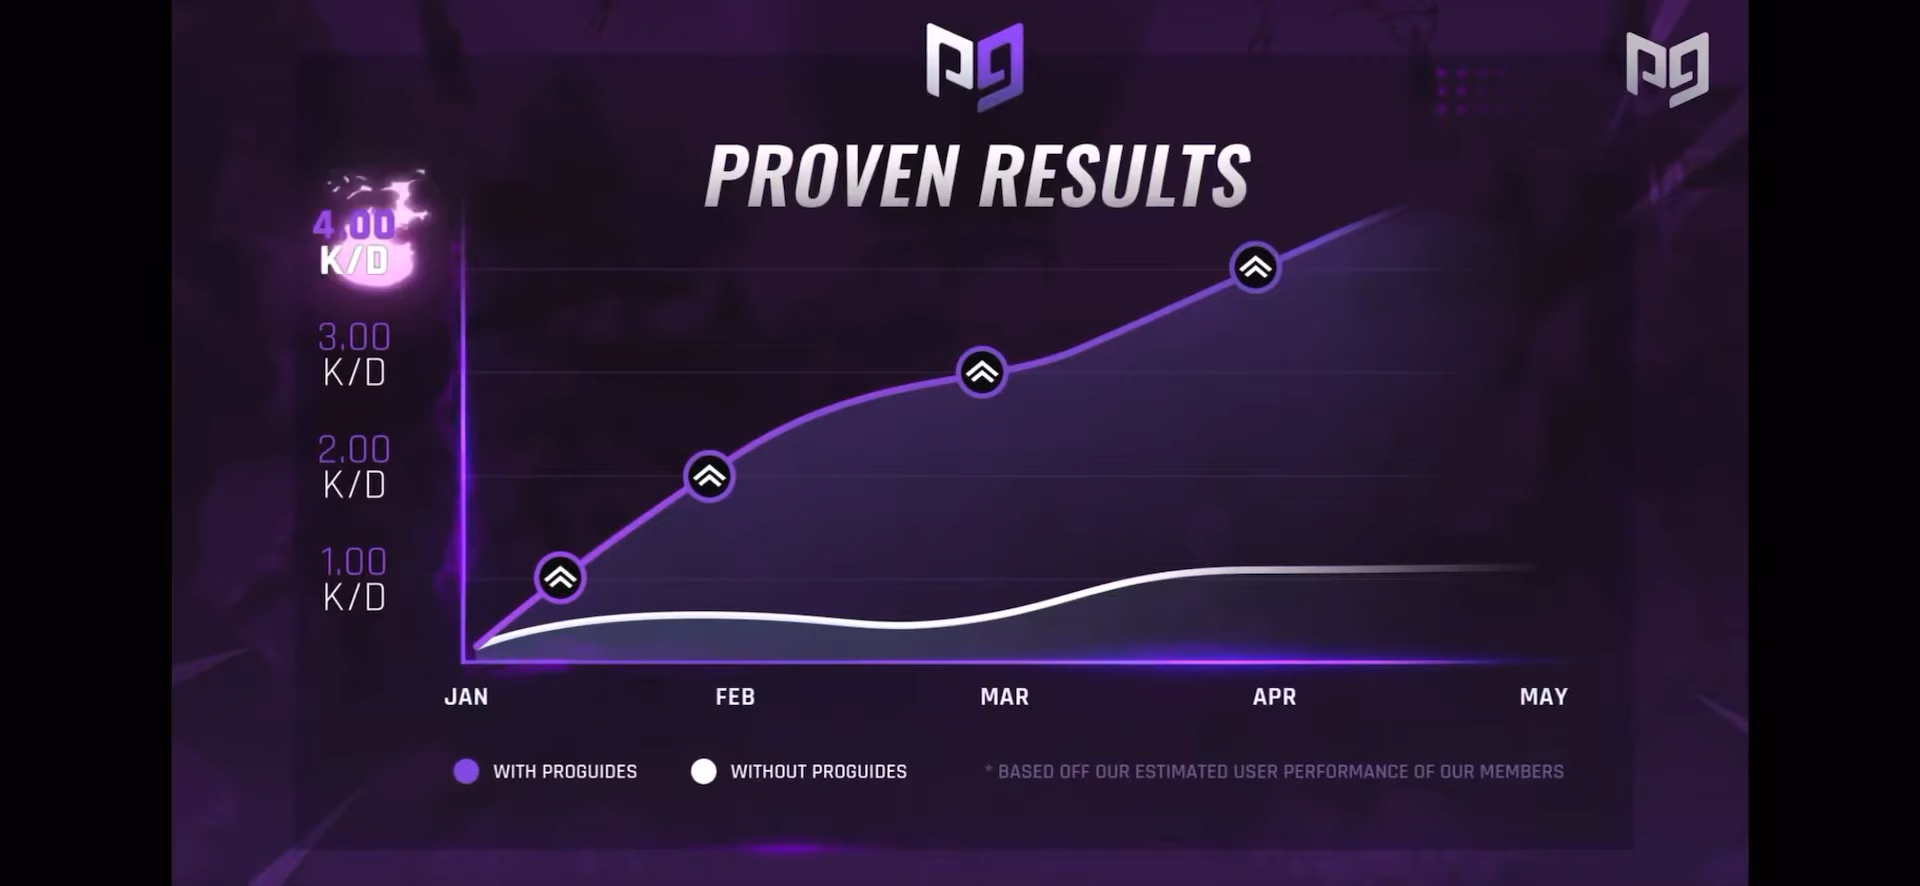 PG
PG
PROVEN RESULTS
4.00
K/D
3.00
K/D
2.00
K/D
1.00
K/D
JAN FEB MAR APR MAY
WITH PROGUIDES WITHOUT PROGUIDES * BASED OFF OUR ESTIMATED USER PERFORMANCE OF OUR MEMBERS